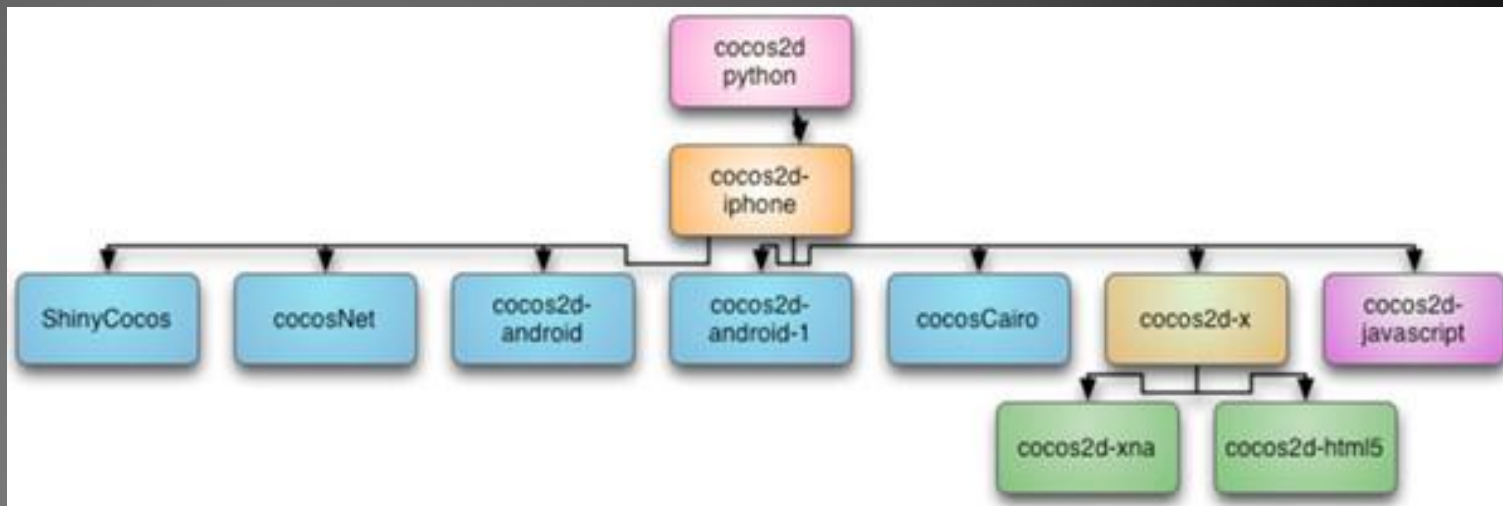 cocos2d
python
cocos2d-
iphone
ShinyCocos
cocosNet
cocos2d-
android
cocos2d-
android-1
cocosCairo
cocos2d-x
cocos2d-
javascript
cocos2d-xna
cocos2d-html5